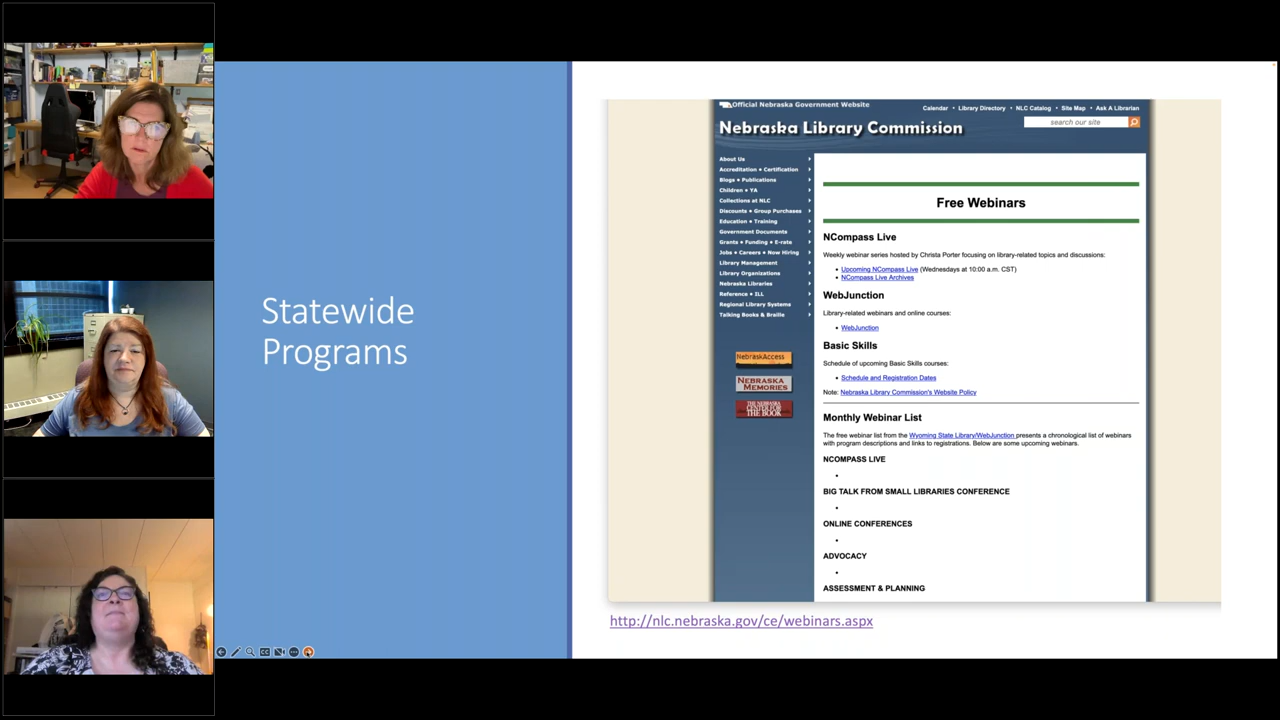 Statewide
Programs
Official Nebraska Government Website
Calendar • Library Directory • NLC Catalog • Site Map • Ask A Librarian
Nebraska Library Commission
search our site
About Us
Accreditation • Certification
Blogs • Publications
Children • YA
Collections at NLC
Discounts • Group Purchases
Education • Training
Government Documents
Grants • Funding • E-rate
Jobs • Careers • Now Hiring
Library Management
Library Organizations
Nebraska Libraries
Reference • ILL
Regional Library Systems
Talking Books & Braille
NebraskAccess
NEBRASKA
MEMORIES
THE NEBRASKA
CENTER FOR
THE BOOK
Free Webinars
NCompass Live
Weekly webinar series hosted by Christa Porter focusing on library-related topics and discussions:
• Upcoming NCompass Live (Wednesdays at 10:00 a.m. CST)
• NCompass Live Archives
WebJunction
Library-related webinars and online courses:
• WebJunction
Basic Skills
Schedule of upcoming Basic Skills courses:
• Schedule and Registration Dates
Note: Nebraska Library Commission's Website Policy
Monthly Webinar List
The free webinar list from the Wyoming State Library/WebJunction presents a chronological list of webinars
with program descriptions and links to registrations. Below are some upcoming webinars.
NCOMPASS LIVE
•
BIG TALK FROM SMALL LIBRARIES CONFERENCE
•
ONLINE CONFERENCES
•
ADVOCACY
•
ASSESSMENT & PLANNING
http://nlc.nebraska.gov/ce/webinars.aspx